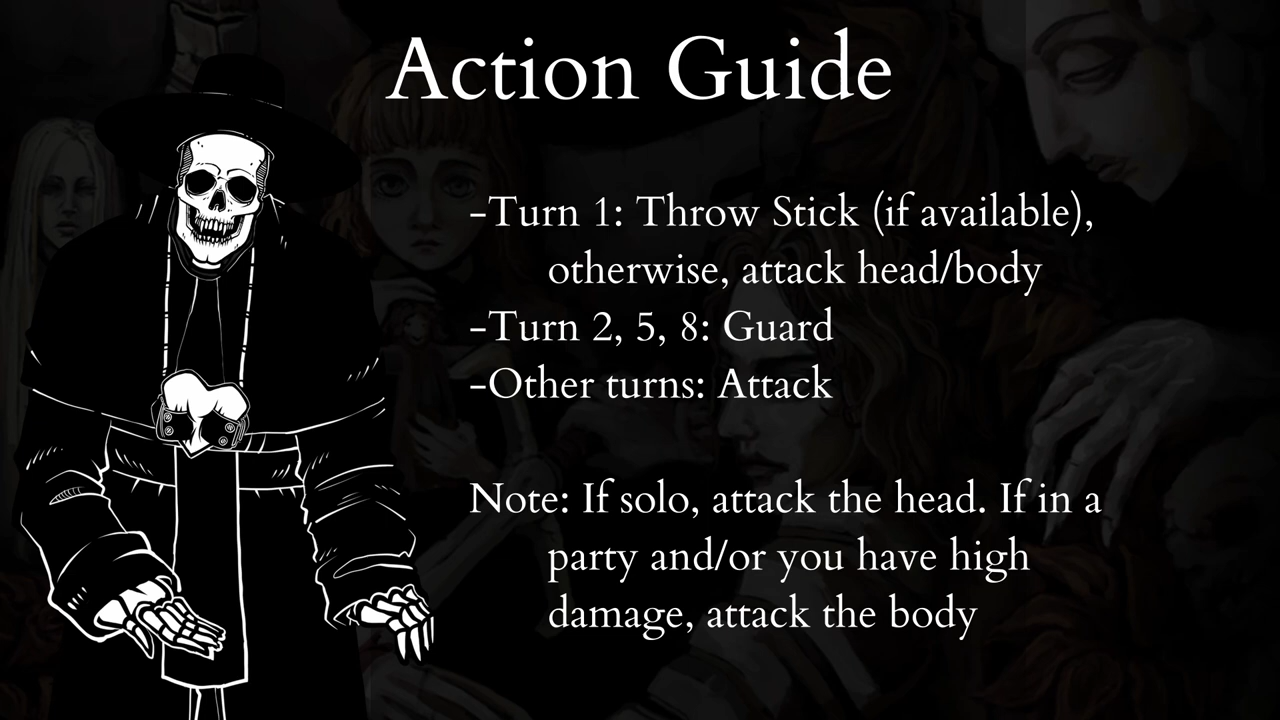 Action Guide
-Turn 1: Throw Stick (if available),
otherwise, attack head/body
-Turn 2, 5, 8: Guard
-Other turns: Attack
Note: If solo, attack the head. If in a
party and/or you have high
damage, attack the body